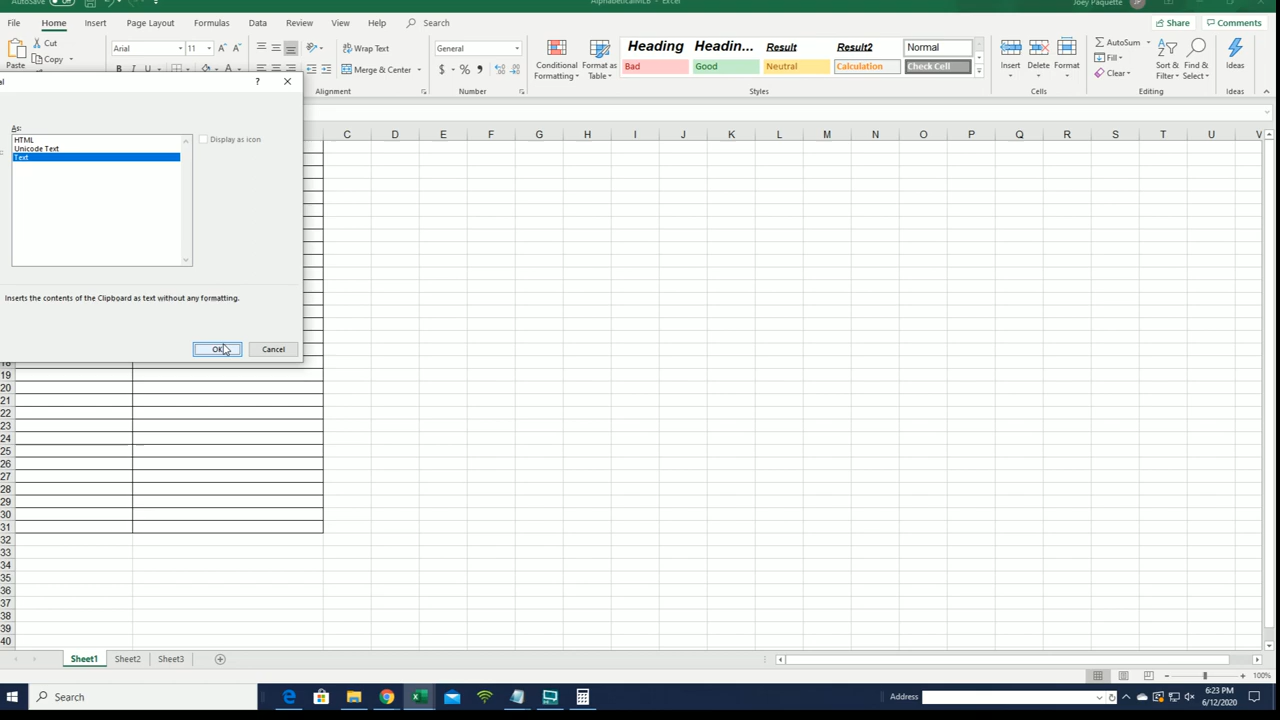 AutoSave
AlphabeticalMLB - Excel
Joey Paquette
JP
File Home Insert Page Layout Formulas Data Review View Help Search
Share Comments
Paste
Cut
Copy
Arial 11
B I U
Wrap Text
Merge & Center
General
$ % ,
Conditional Formatting
Format as Table
Heading Headin... Result Result2 Normal
Bad Good Neutral Calculation Check Cell
Insert Delete Format
AutoSum
Fill
Clear
Sort & Filter
Find & Select
Ideas
Alignment Number Styles Cells Editing Ideas
?
As:
HTML
Unicode Text
Text
Display as icon
Inserts the contents of the Clipboard as text without any formatting.
OK Cancel
C D E F G H I J K L M N O P Q R S T U V
18
19
20
21
22
23
24
25
26
27
28
29
30
31
32
33
34
35
36
37
38
39
40
Sheet1 Sheet2 Sheet3
100%
Search
Address
6:23 PM
6/12/2020